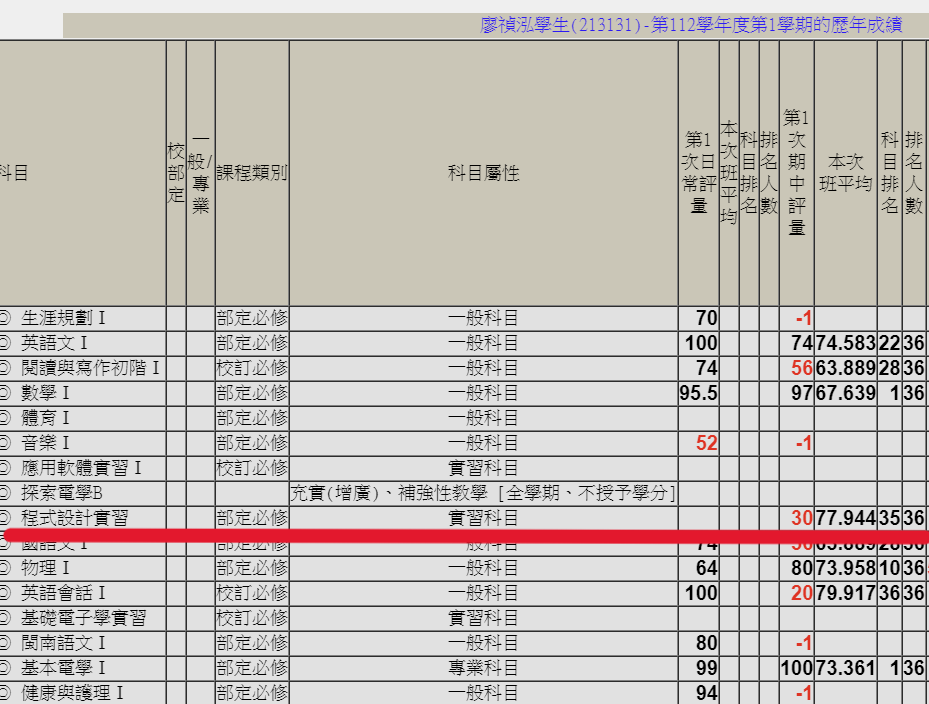 廖禎泓學生(213131)-第112學年度第1學期的歷年成績
科目 校部定 一般/專業 課程類別 科目屬性 第1次日常評量 本次班平均 科目排名 排名人數 第1次期中評量 本次班平均 科目排名 排名人數
◎ 生涯規劃Ⅰ 部定必修 一般科目 70 -1
◎ 英語文Ⅰ 部定必修 一般科目 100 74 74.583 22 36
◎ 閱讀與寫作初階Ⅰ 校訂必修 一般科目 74 56 63.889 28 36
◎ 數學Ⅰ 部定必修 一般科目 95.5 97 67.639 1 36
◎ 體育Ⅰ 部定必修 一般科目
◎ 音樂Ⅰ 部定必修 一般科目 52 -1
◎ 應用軟體實習Ⅰ 校訂必修 實習科目
◎ 探索電學B 充實(增廣)、補強性教學 [全學期、不授予學分]
◎ 程式設計實習 部定必修 實習科目 30 77.944 35 36
◎ 國語文Ⅰ 部定必修 一般科目 74 56 63.889 28 36
◎ 物理Ⅰ 部定必修 一般科目 64 80 73.958 10 36
◎ 英語會話Ⅰ 校訂必修 一般科目 100 20 79.917 36 36
◎ 基礎電子學實習 校訂必修 實習科目
◎ 閩南語文Ⅰ 部定必修 一般科目 80 -1
◎ 基本電學Ⅰ 部定必修 專業科目 99 100 73.361 1 36
◎ 健康與護理Ⅰ 部定必修 一般科目 94 -1